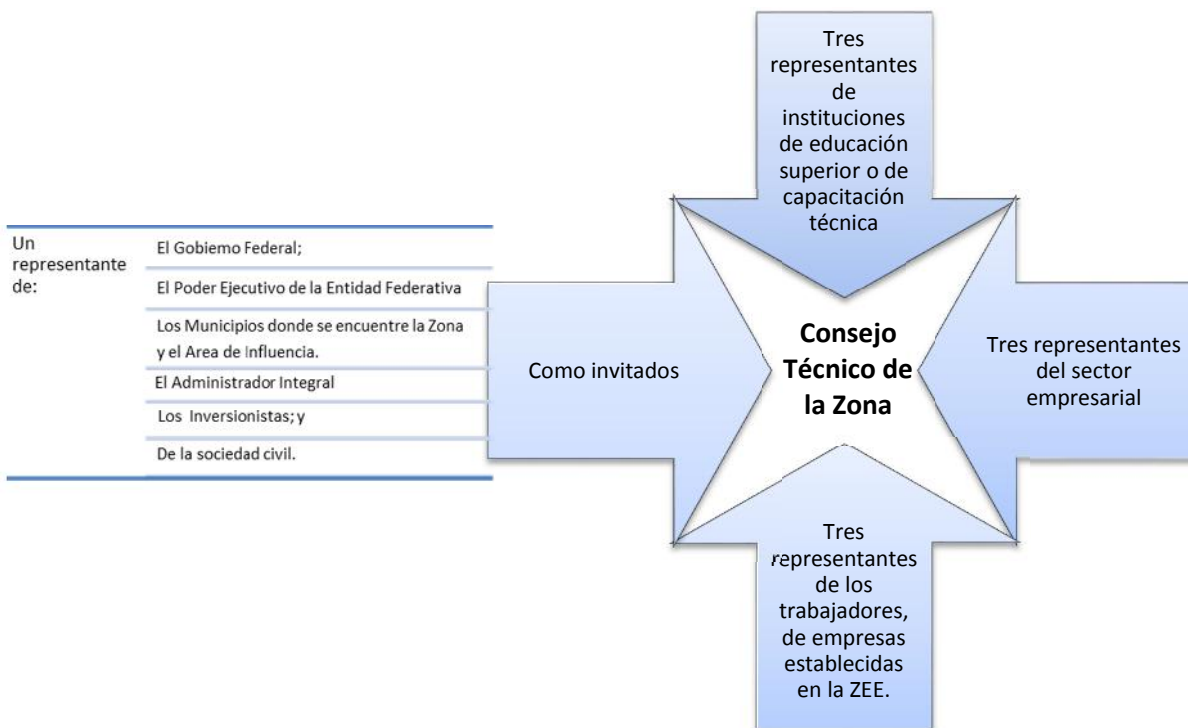 Tres
representantes
de
instituciones
de educación
superior o de
capacitación
técnica
Un
representante
de:
El Gobierno Federal;
El Poder Ejecutivo de la Entidad Federativa
Los Municipios donde se encuentre la Zona
y el Area de Influencia.
El Administrador Integral
Los Inversionistas; y
De la sociedad civil.
Como invitados
Consejo
Técnico de
la Zona
Tres representantes
del sector
empresarial
Tres
representantes
de los
trabajadores,
de empresas
establecidas
en la ZEE.